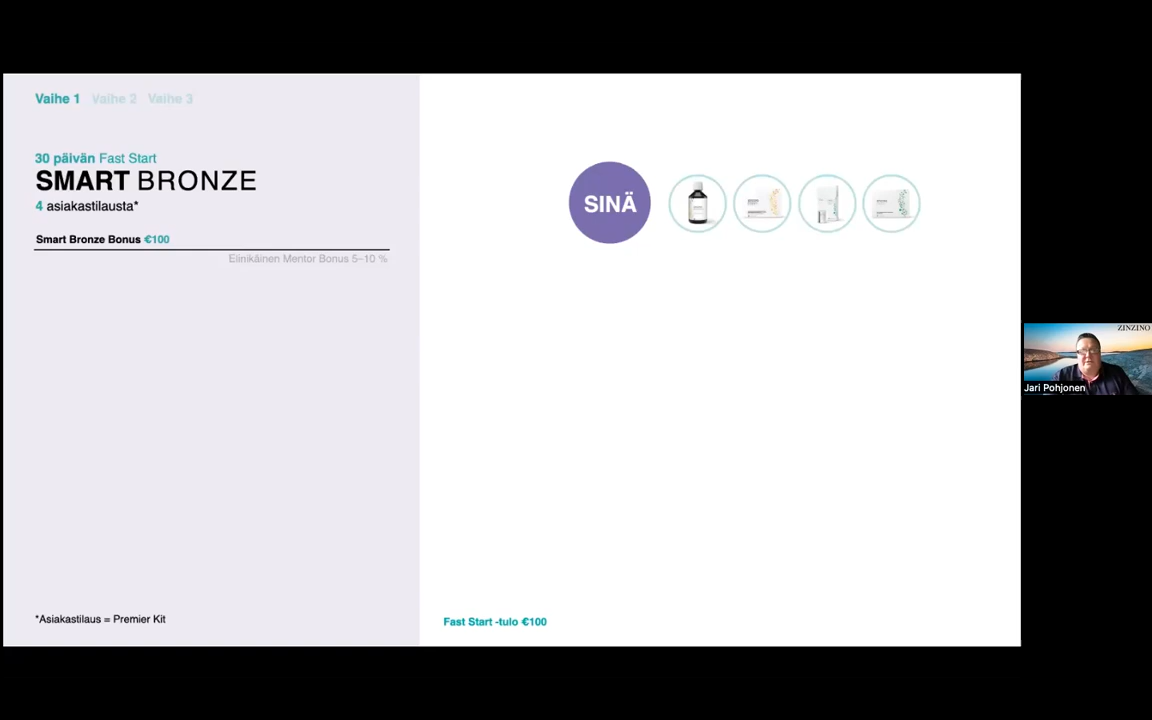 Vaihe 1 Vaihe 2 Vaihe 3
30 päivän Fast Start
SMART BRONZE
4 asiakastilausta*
Smart Bronze Bonus €100
Elinikäinen Mentor Bonus 5–10 %
SINÄ
ZINZINO
Jari Pohjonen
*Asiakastilaus = Premier Kit
Fast Start -tulo €100